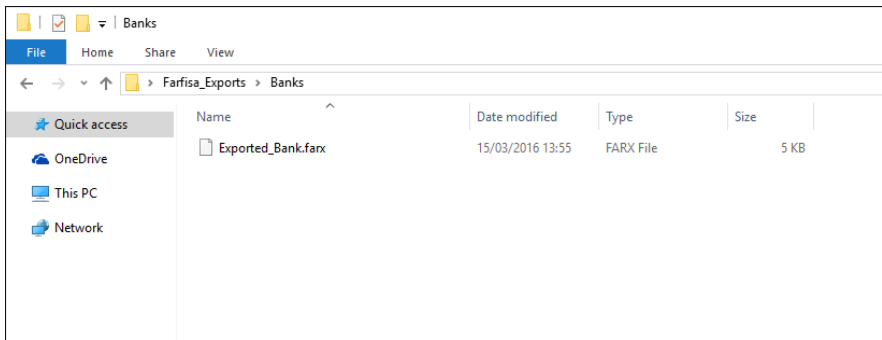 Banks
File Home Share View
Farfisa_Exports > Banks
Name Date modified Type Size
Quick access
Exported_Bank.farx 15/03/2016 13:55 FARX File 5 KB
OneDrive
This PC
Network